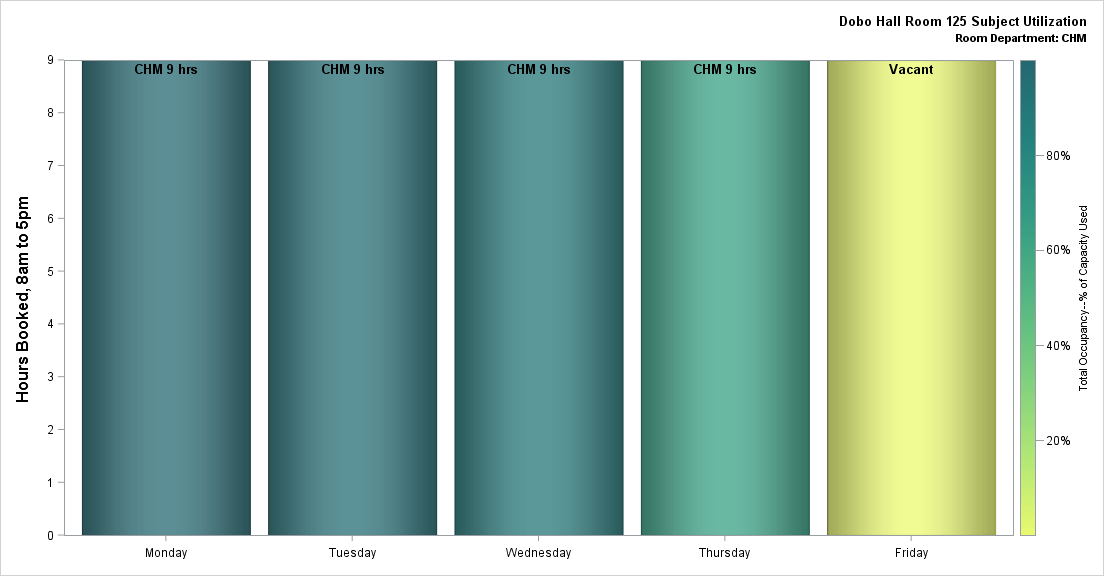 Dobo Hall Room 125 Subject Utilization
Room Department: CHM
Hours Booked, 8am to 5pm
9
8
7
6
5
4
3
2
1
0
CHM 9 hrs
CHM 9 hrs
CHM 9 hrs
CHM 9 hrs
Vacant
Monday
Tuesday
Wednesday
Thursday
Friday
80%
60%
40%
20%
Total Occupancy--% of Capacity Used